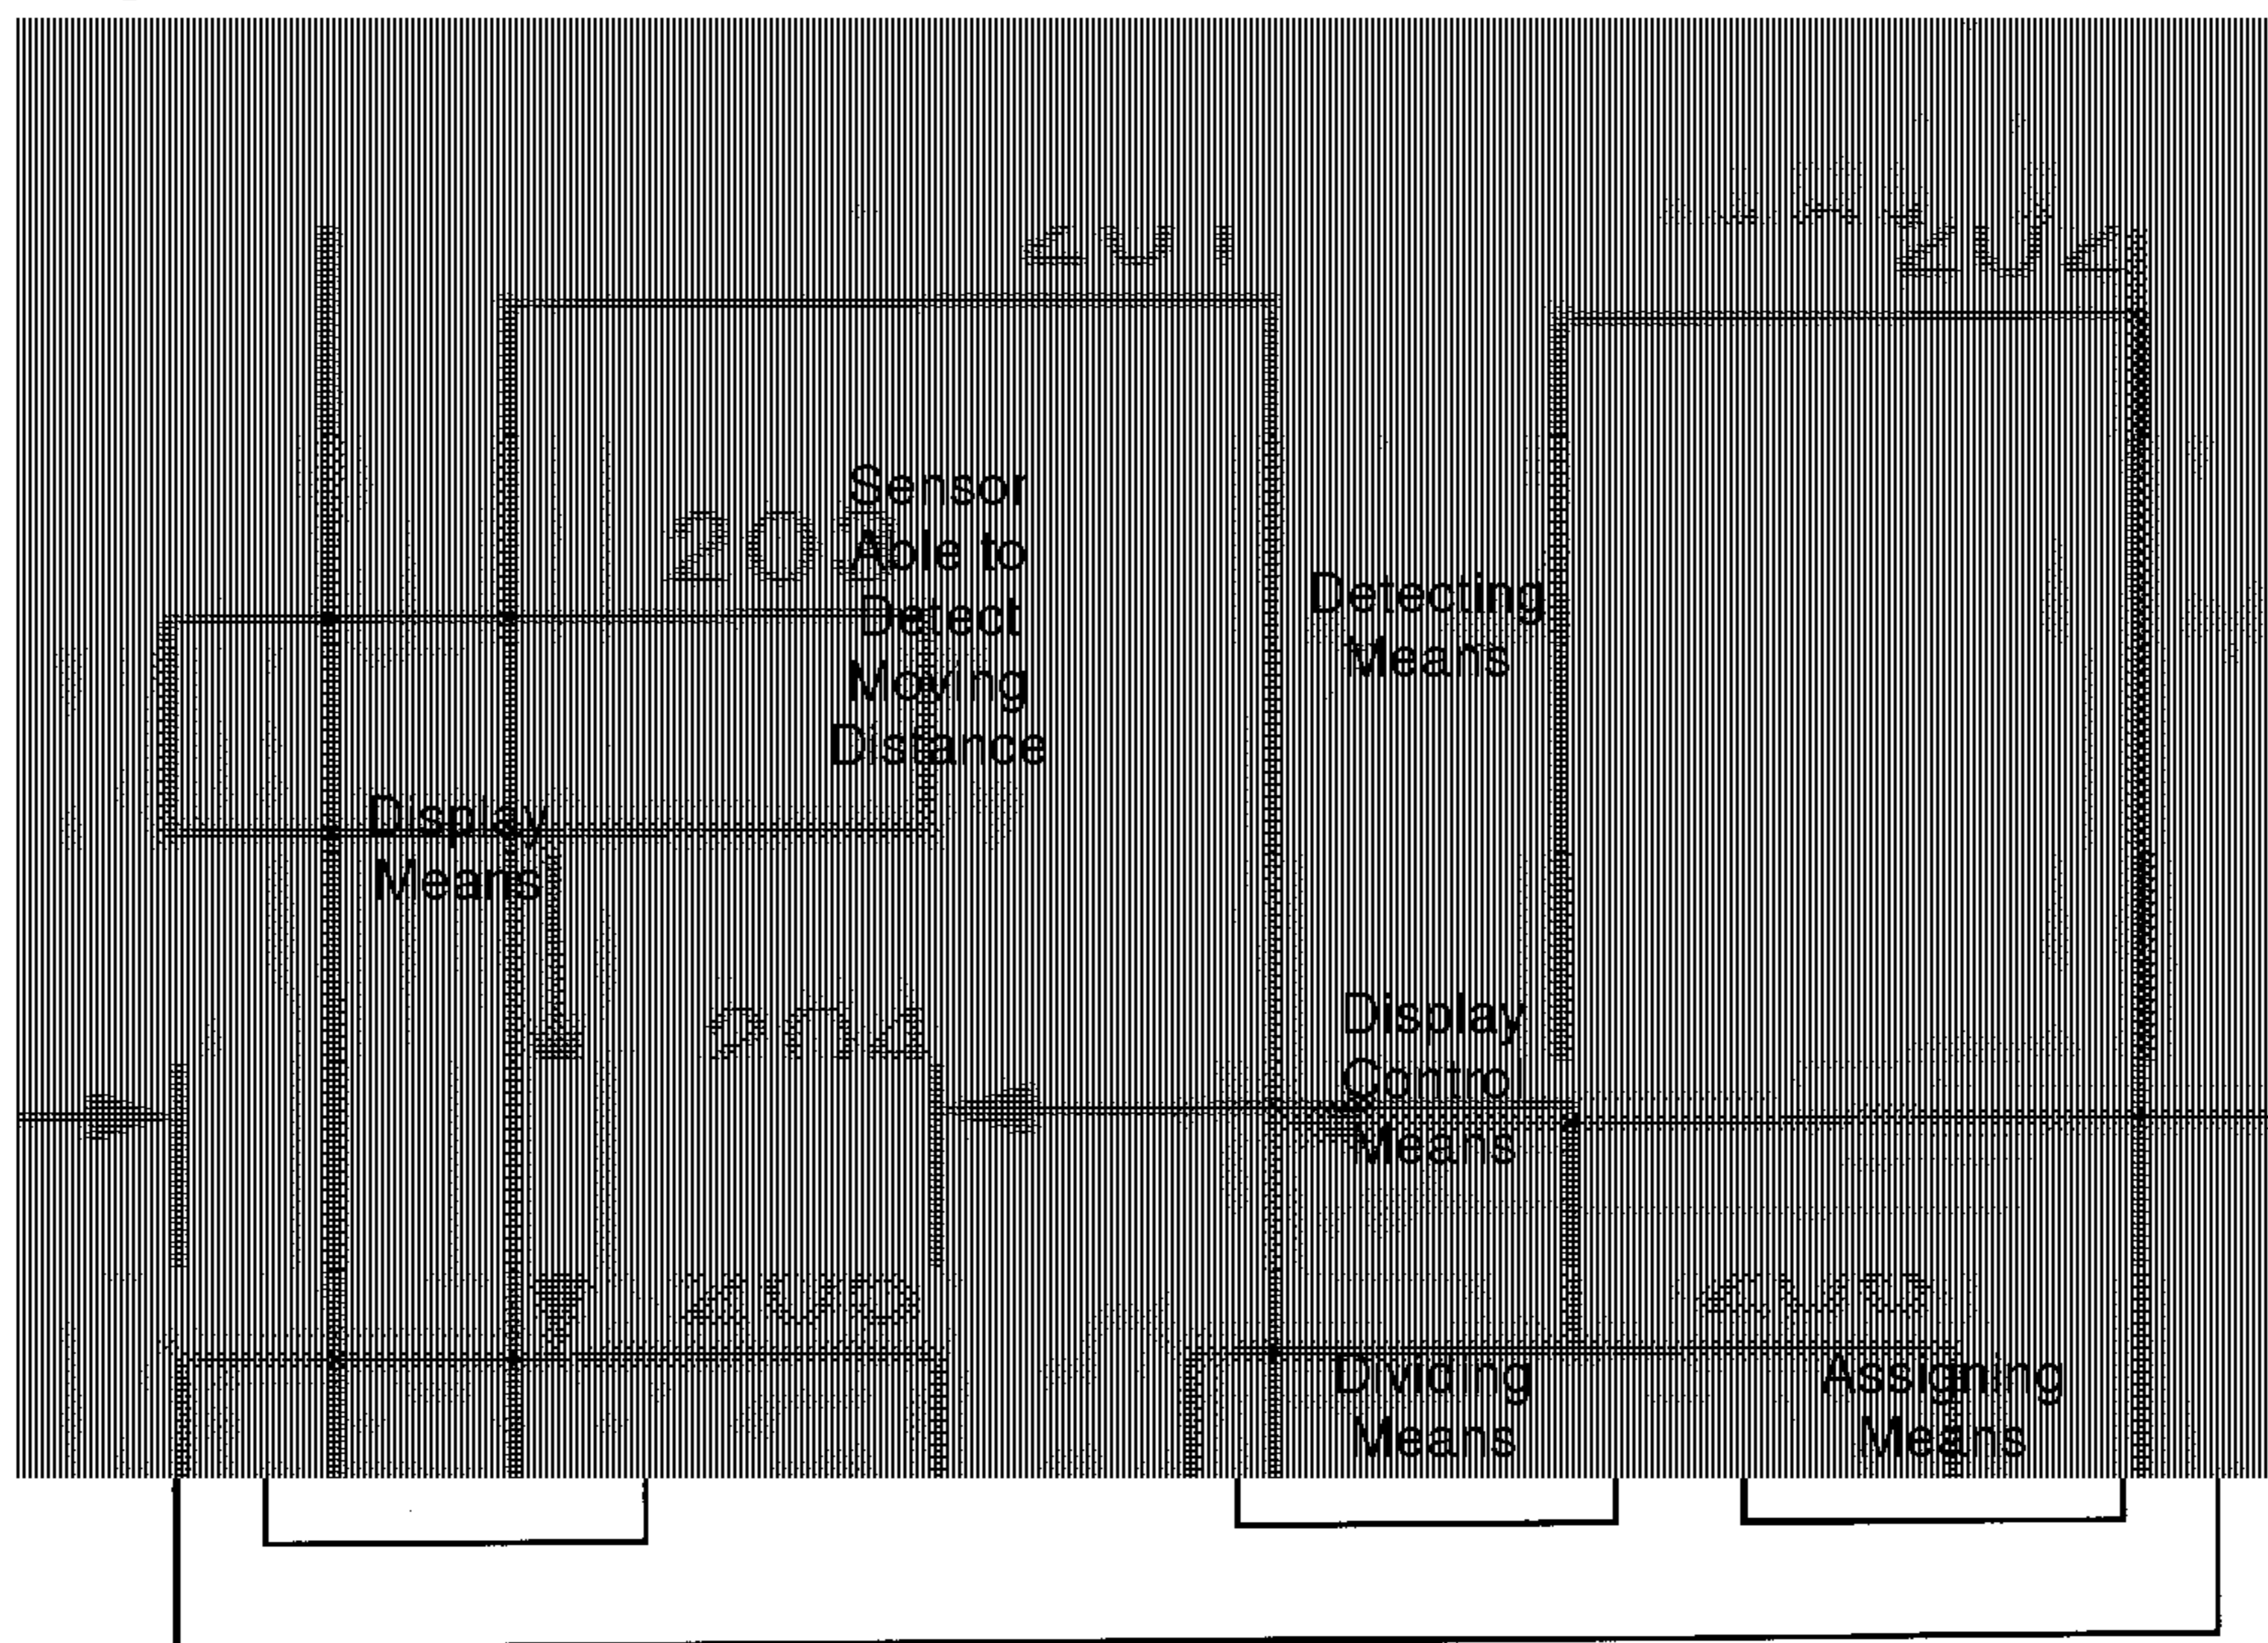 Sensor
Able to
Detect
Moving
Distance
Detecting
Means
Display
Means
Display
Control
Means
Dividing
Means
Assigning
Means